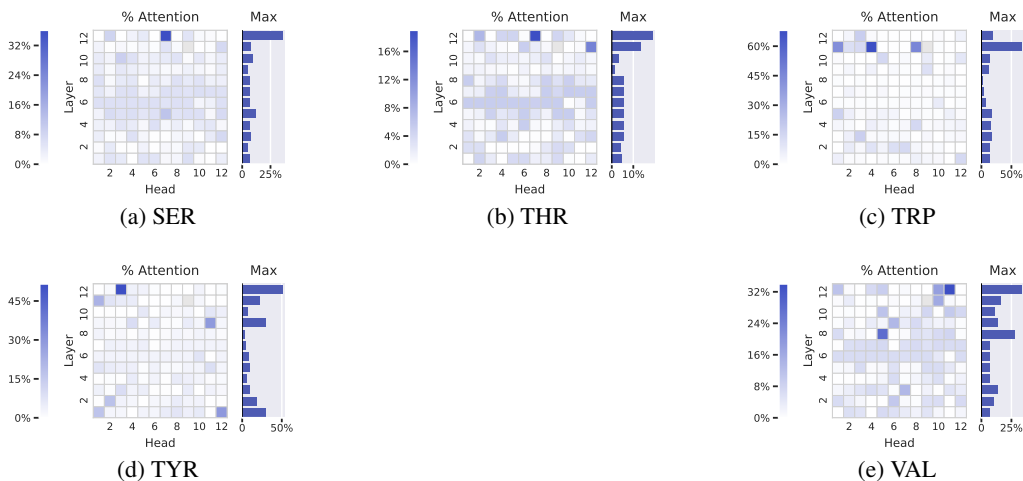 % Attention Max
32%
24%
16%
8%
0%
Layer
12
10
8
6
4
2
2 4 6 8 10 12
0 25%
Head
(a) SER
% Attention Max
16%
12%
8%
4%
0%
Layer
12
10
8
6
4
2
2 4 6 8 10 12
0 10%
Head
(b) THR
% Attention Max
60%
45%
30%
15%
0%
Layer
12
10
8
6
4
2
2 4 6 8 10 12
0 50%
Head
(c) TRP
% Attention Max
45%
30%
15%
0%
Layer
12
10
8
6
4
2
2 4 6 8 10 12
0 50%
Head
(d) TYR
% Attention Max
32%
24%
16%
8%
0%
Layer
12
10
8
6
4
2
2 4 6 8 10 12
0 25%
Head
(e) VAL